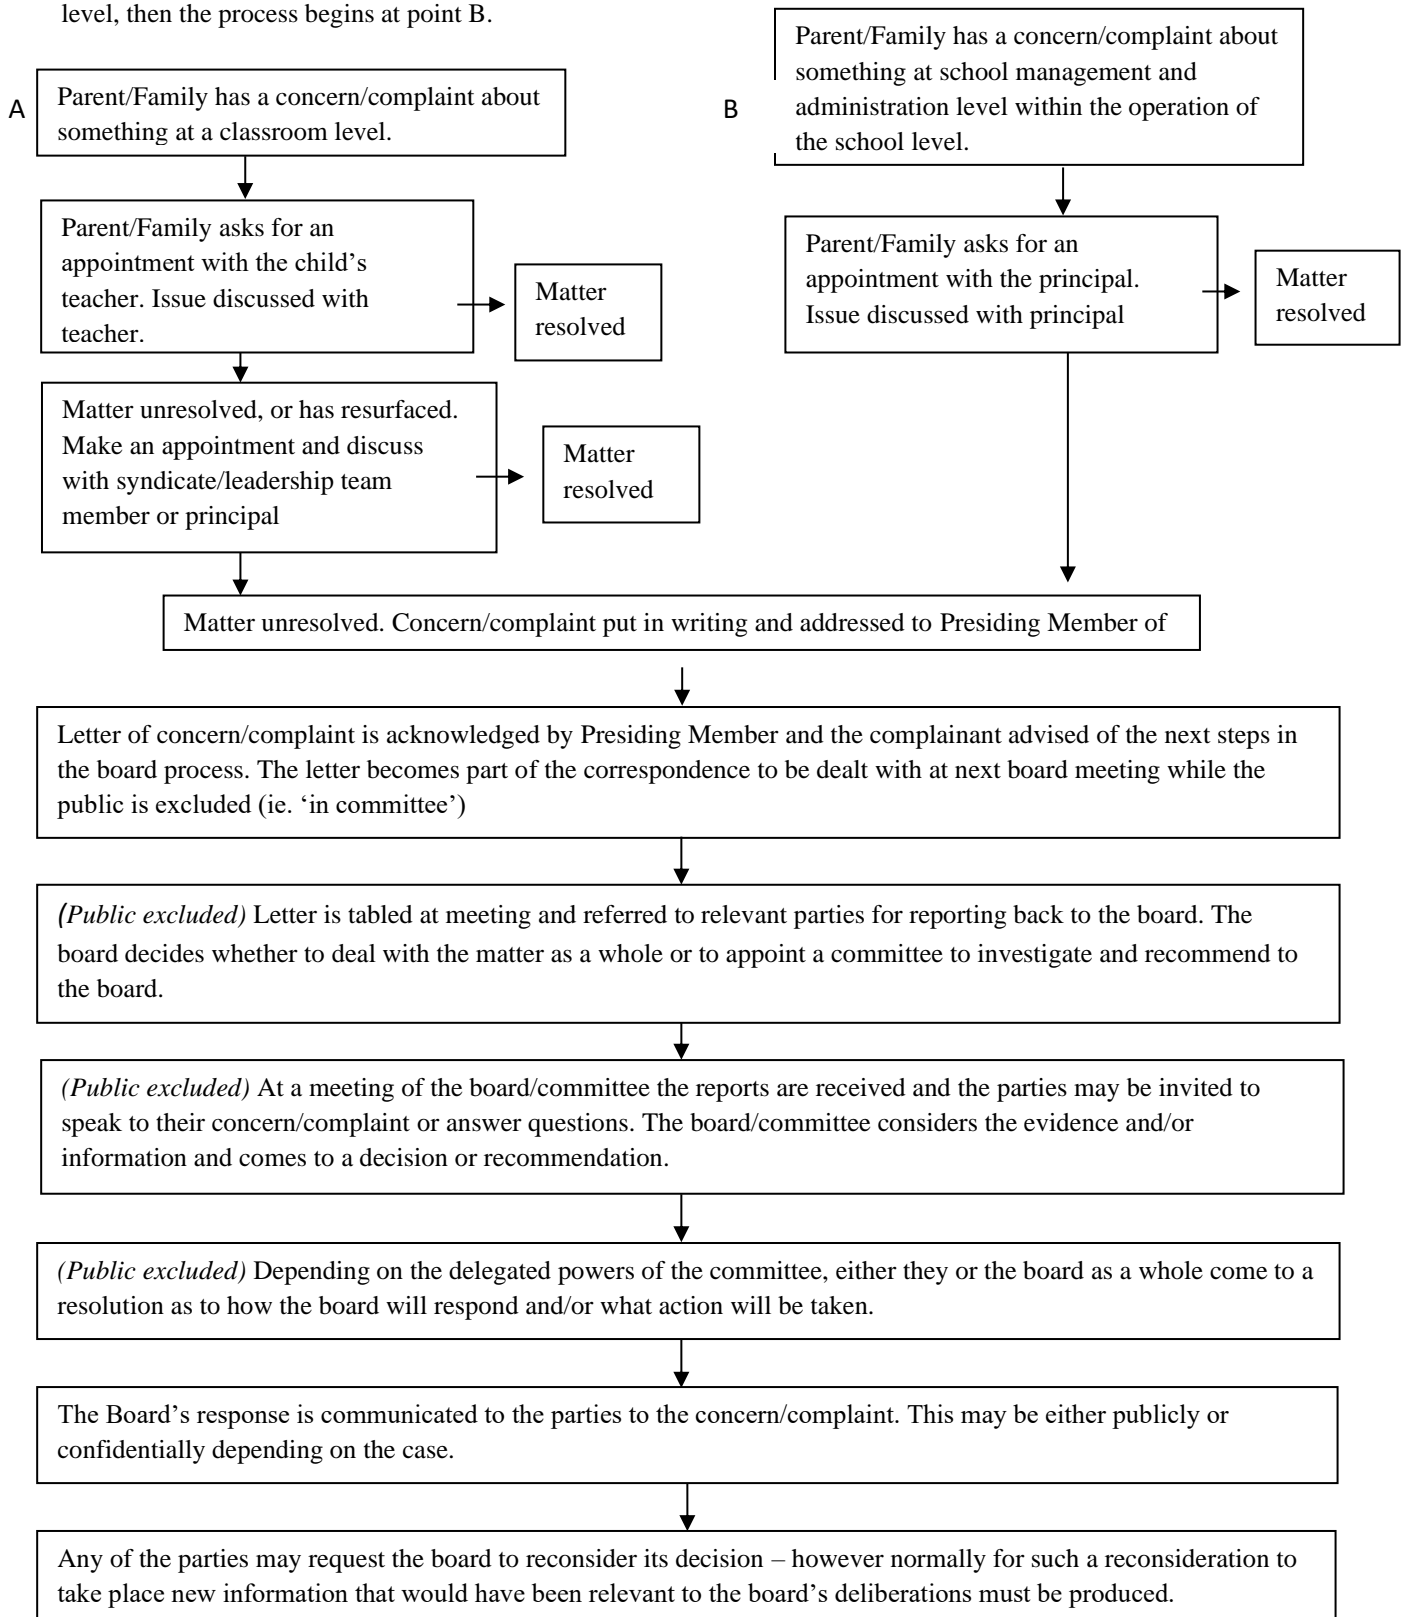 level, then the process begins at point B.
A
Parent/Family has a concern/complaint about
something at a classroom level.
Parent/Family asks for an
appointment with the child’s
teacher. Issue discussed with
teacher.
Matter
resolved
Matter unresolved, or has resurfaced.
Make an appointment and discuss
with syndicate/leadership team
member or principal
Matter
resolved
B
Parent/Family has a concern/complaint about
something at school management and
administration level within the operation of
the school level.
Parent/Family asks for an
appointment with the principal.
Issue discussed with principal
Matter
resolved
Matter unresolved. Concern/complaint put in writing and addressed to Presiding Member of
Letter of concern/complaint is acknowledged by Presiding Member and the complainant advised of the next steps in
the board process. The letter becomes part of the correspondence to be dealt with at next board meeting while the
public is excluded (ie. ‘in committee’)
(Public excluded) Letter is tabled at meeting and referred to relevant parties for reporting back to the board. The
board decides whether to deal with the matter as a whole or to appoint a committee to investigate and recommend to
the board.
(Public excluded) At a meeting of the board/committee the reports are received and the parties may be invited to
speak to their concern/complaint or answer questions. The board/committee considers the evidence and/or
information and comes to a decision or recommendation.
(Public excluded) Depending on the delegated powers of the committee, either they or the board as a whole come to a
resolution as to how the board will respond and/or what action will be taken.
The Board’s response is communicated to the parties to the concern/complaint. This may be either publicly or
confidentially depending on the case.
Any of the parties may request the board to reconsider its decision – however normally for such a reconsideration to
take place new information that would have been relevant to the board’s deliberations must be produced.